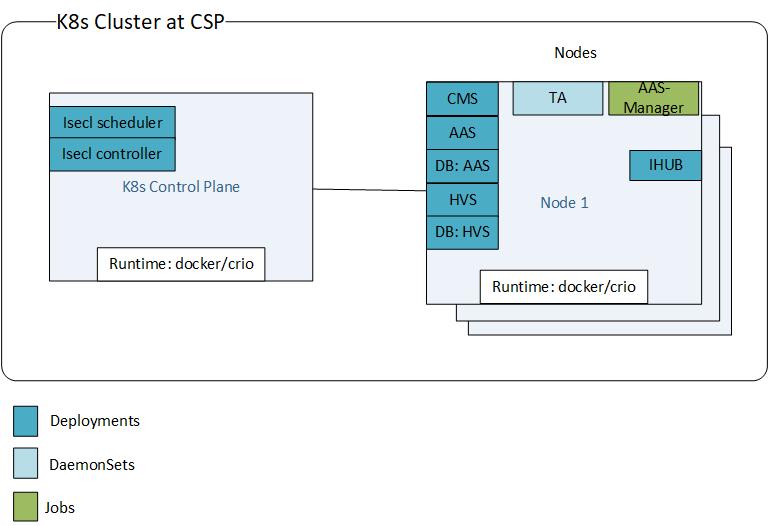 K8s Cluster at CSP
Nodes
Isecl scheduler
Isecl controller
K8s Control Plane
Runtime: docker/crio
CMS
AAS
DB: AAS
HVS
DB: HVS
TA
AAS-
Manager
IHUB
Node 1
Runtime: docker/crio
Deployments
DaemonSets
Jobs